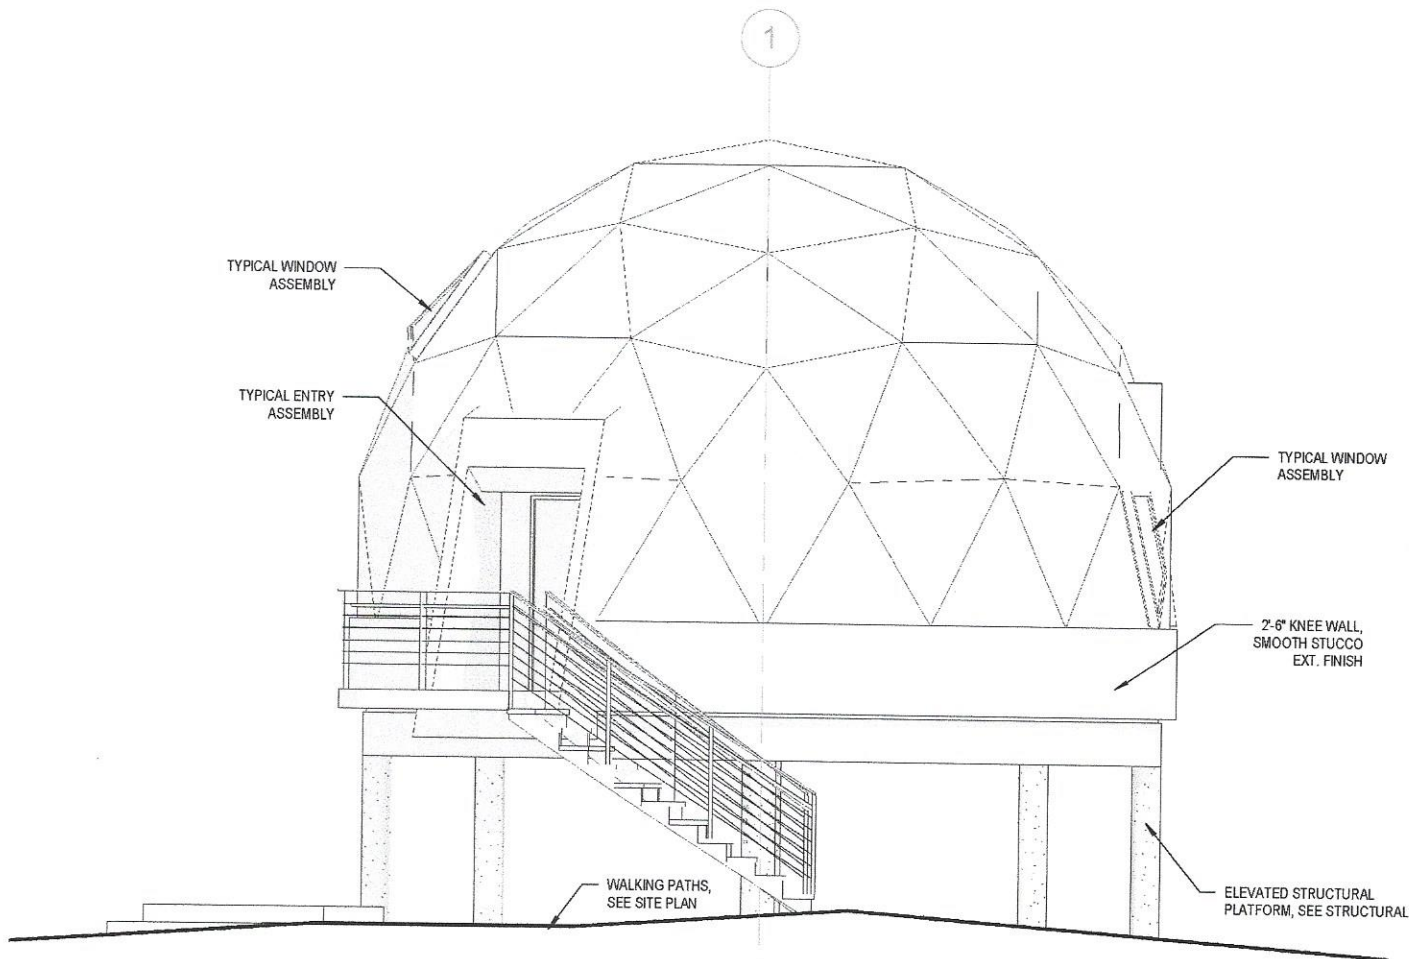 1
TYPICAL WINDOW
ASSEMBLY
TYPICAL ENTRY
ASSEMBLY
TYPICAL WINDOW
ASSEMBLY
2'-6" KNEE WALL,
SMOOTH STUCCO
EXT. FINISH
WALKING PATHS,
SEE SITE PLAN
ELEVATED STRUCTURAL
PLATFORM, SEE STRUCTURAL